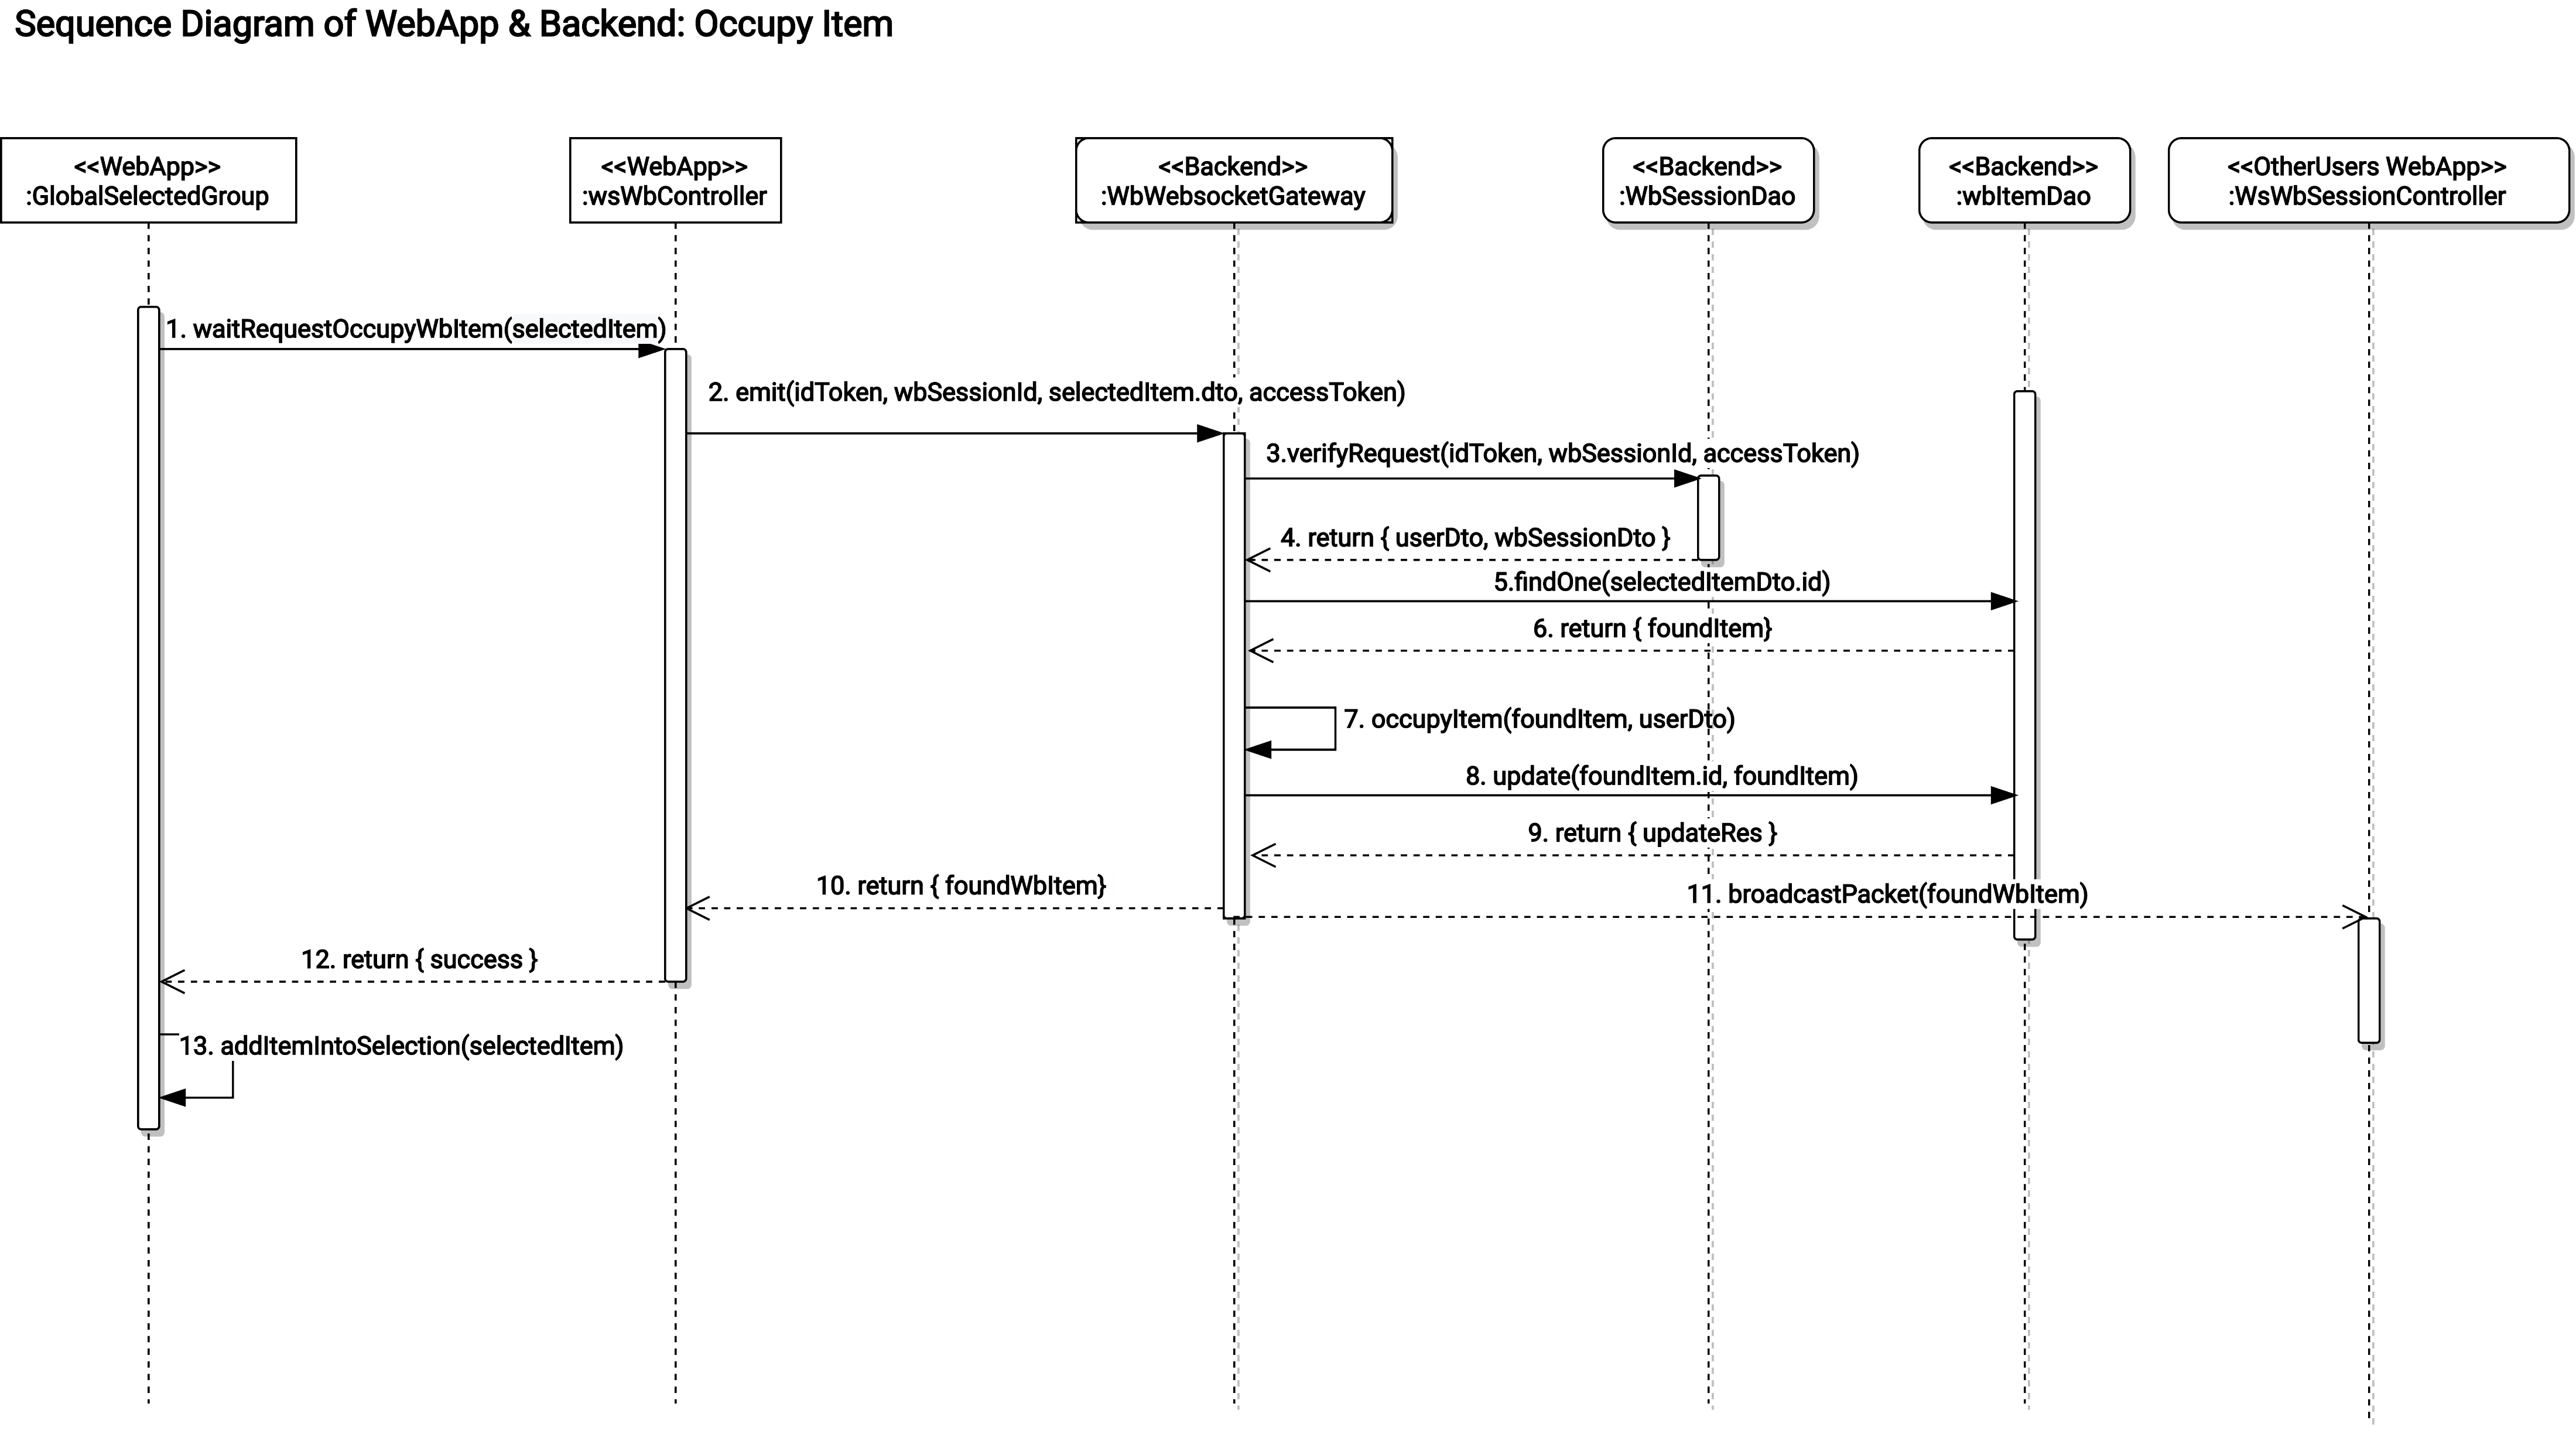 Sequence Diagram of WebApp & Backend: Occupy Item
<<WebApp>>
:GlobalSelectedGroup
<<WebApp>>
:wsWbController
<<Backend>>
:WbWebsocketGateway
<<Backend>>
:WbSessionDao
<<Backend>>
:wbItemDao
<<OtherUsers WebApp>>
:WsWbSessionController
1. waitRequestOccupyWbItem(selectedItem)
2. emit(idToken, wbSessionId, selectedItem.dto, accessToken)
3.verifyRequest(idToken, wbSessionId, accessToken)
4. return { userDto, wbSessionDto }
5.findOne(selectedItemDto.id)
6. return { foundItem}
7. occupyItem(foundItem, userDto)
8. update(foundItem.id, foundItem)
9. return { updateRes }
10. return { foundWbItem}
11. broadcastPacket(foundWbItem)
12. return { success }
13. addItemIntoSelection(selectedItem)